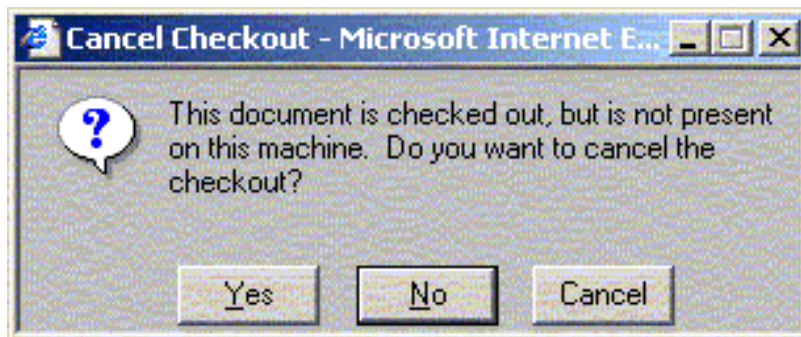 Cancel Checkout - Microsoft Internet E...
This document is checked out, but is not present
on this machine.  Do you want to cancel the
checkout?
Yes No Cancel